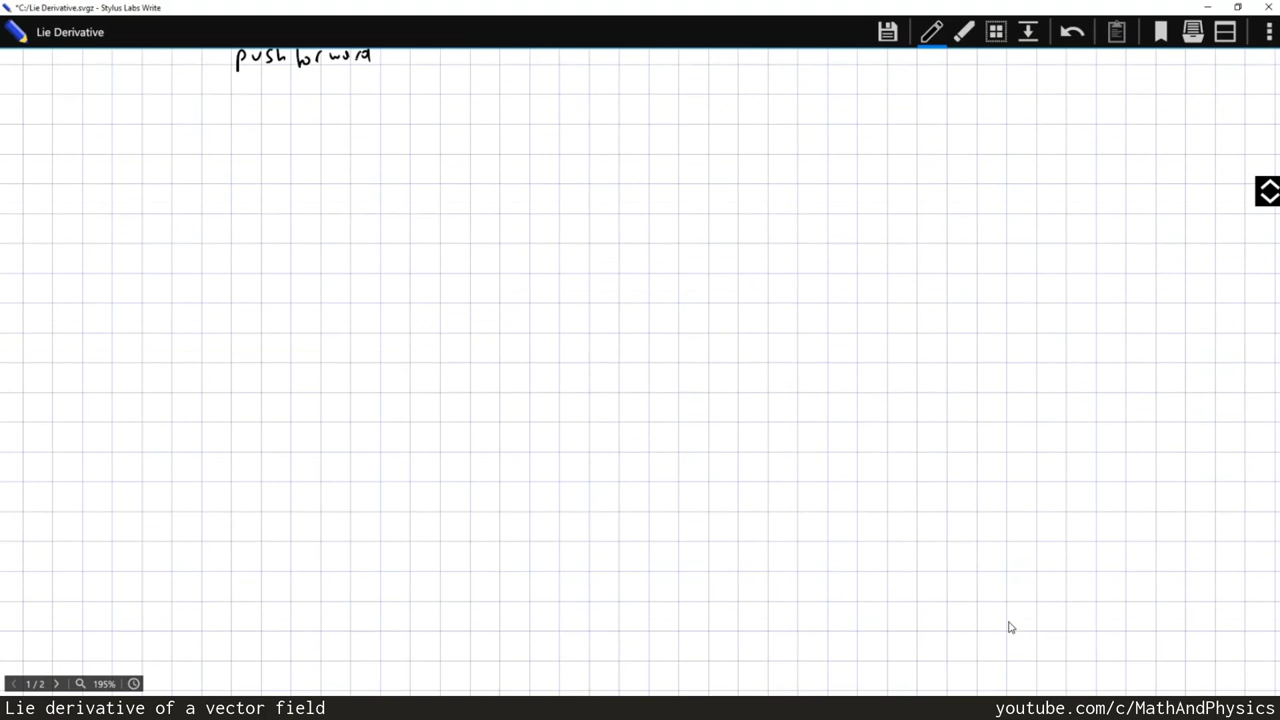 *C:/Lie Derivative.svgz - Stylus Labs Write
Lie Derivative
push forward
1 / 2
195%
Lie derivative of a vector field
youtube.com/c/MathAndPhysics